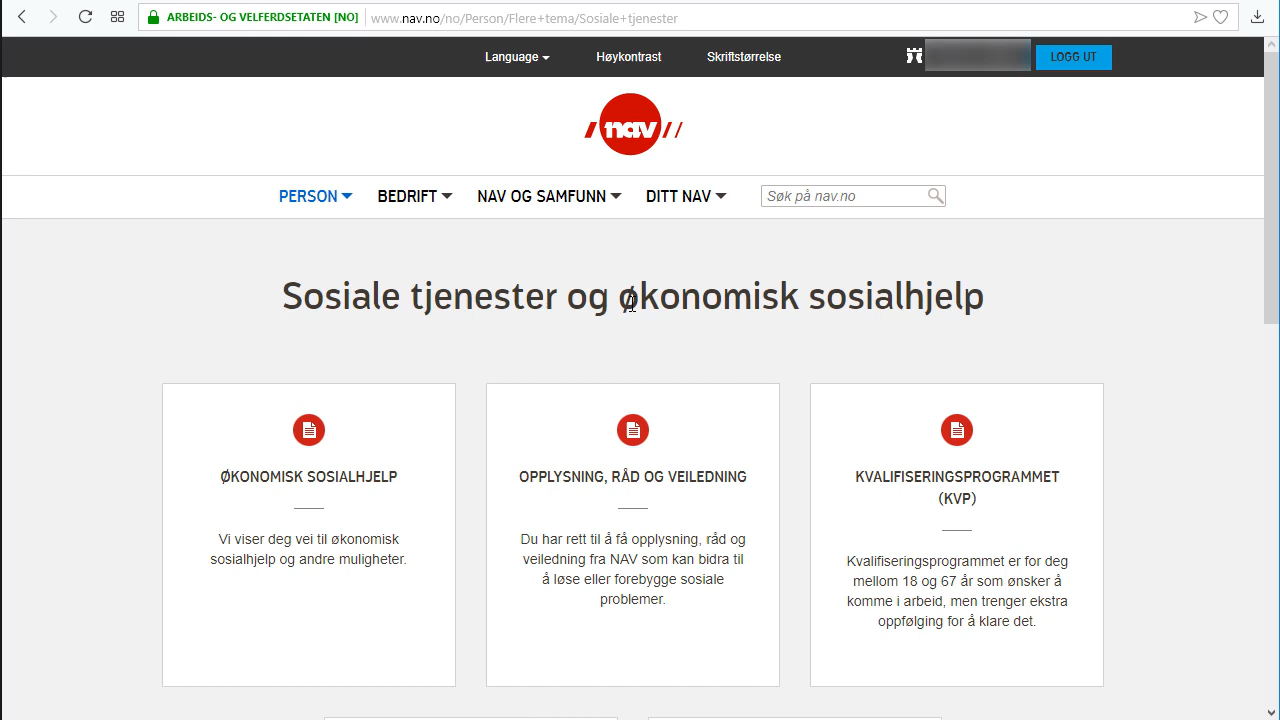 ARBEIDS- OG VELFERDSETATEN [NO] www.nav.no/no/Person/Flere+tema/Sosiale+tjenester
Language Høykontrast Skriftstørrelse LOGG UT
nav
PERSON BEDRIFT NAV OG SAMFUNN DITT NAV Søk på nav.no
Sosiale tjenester og økonomisk sosialhjelp
ØKONOMISK SOSIALHJELP
Vi viser deg vei til økonomisk
sosialhjelp og andre muligheter.
OPPLYSNING, RÅD OG VEILEDNING
Du har rett til å få opplysning, råd og
veiledning fra NAV som kan bidra til
å løse eller forebygge sosiale
problemer.
KVALIFISERINGSPROGRAMMET
(KVP)
Kvalifiseringsprogrammet er for deg
mellom 18 og 67 år som ønsker å
komme i arbeid, men trenger ekstra
oppfølging for å klare det.